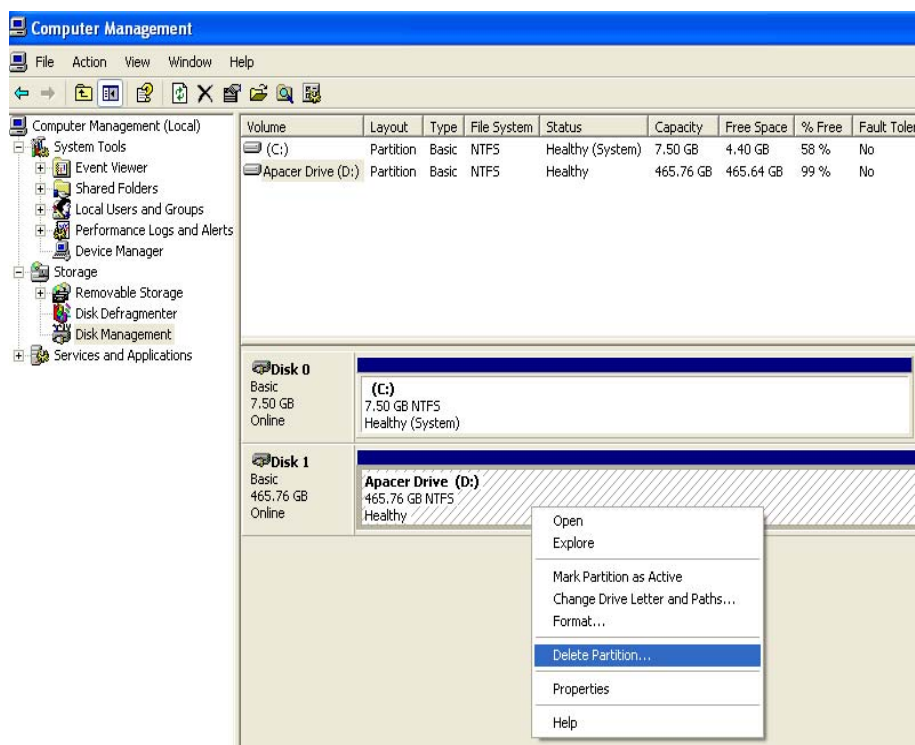 Computer Management
File Action View Window Help
Computer Management (Local)
System Tools
Event Viewer
Shared Folders
Local Users and Groups
Performance Logs and Alerts
Device Manager
Storage
Removable Storage
Disk Defragmenter
Disk Management
Services and Applications
Volume Layout Type File System Status Capacity Free Space % Free Fault Toler
(C:) Partition Basic NTFS Healthy (System) 7.50 GB 4.40 GB 58 % No
Apacer Drive (D:) Partition Basic NTFS Healthy 465.76 GB 465.64 GB 99 % No
Disk 0
Basic
7.50 GB
Online
(C:)
7.50 GB NTFS
Healthy (System)
Disk 1
Basic
465.76 GB
Online
Apacer Drive (D:)
465.76 GB NTFS
Healthy
Open
Explore
Mark Partition as Active
Change Drive Letter and Paths...
Format...
Delete Partition...
Properties
Help